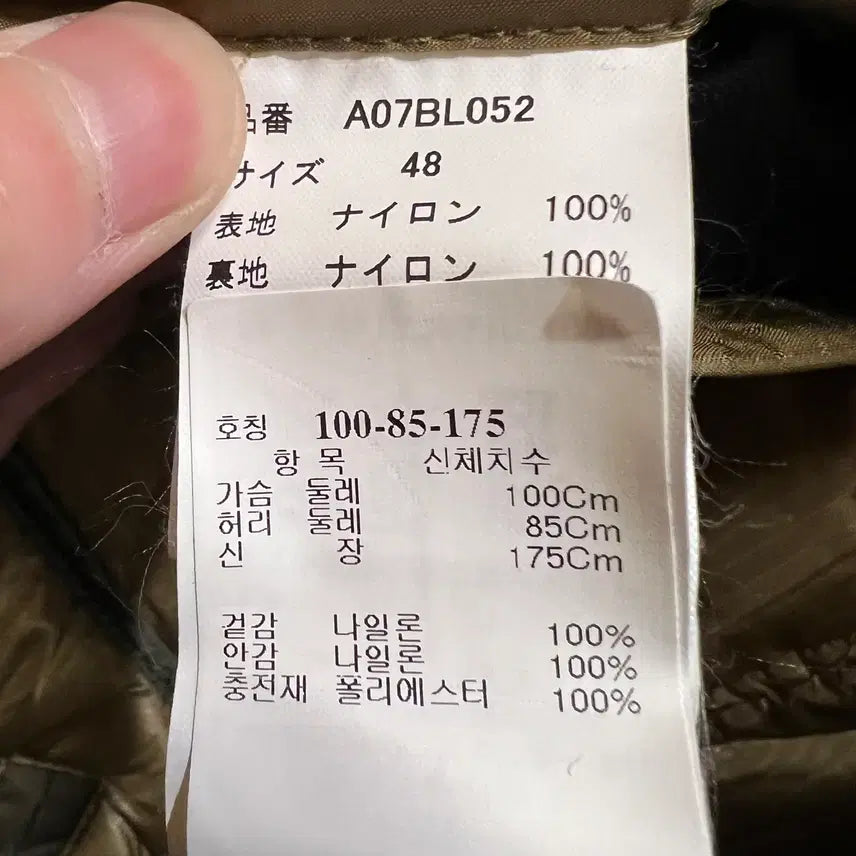 品番 A07BL052
サイズ 48
表地 ナイロン 100%
裏地 ナイロン 100%
호칭 100-85-175
항 목 신체치수
가슴 둘레 100Cm
허리 둘레 85Cm
신 장 175Cm
겉감 나일론 100%
안감 나일론 100%
충전재 폴리에스터 100%